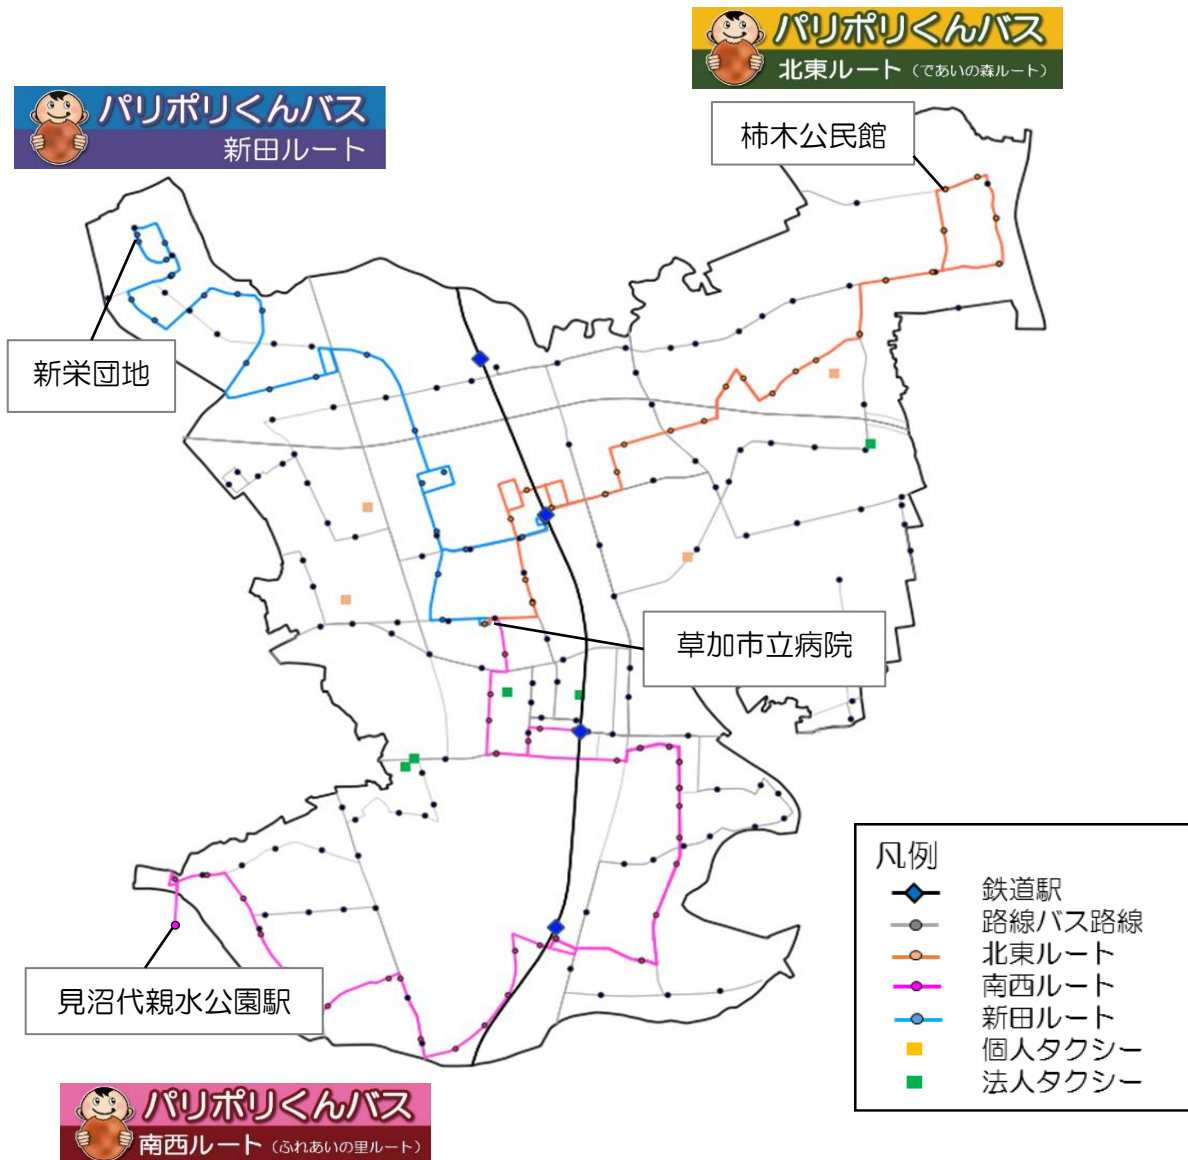 パリポリくんバス
北東ルート（であいの森ルート）
パリポリくんバス
新田ルート
柿木公民館
新栄団地
草加市立病院
見沼代親水公園駅
凡例
鉄道駅
路線バス路線
北東ルート
南西ルート
新田ルート
個人タクシー
法人タクシー
パリポリくんバス
南西ルート（ふれあいの里ルート）